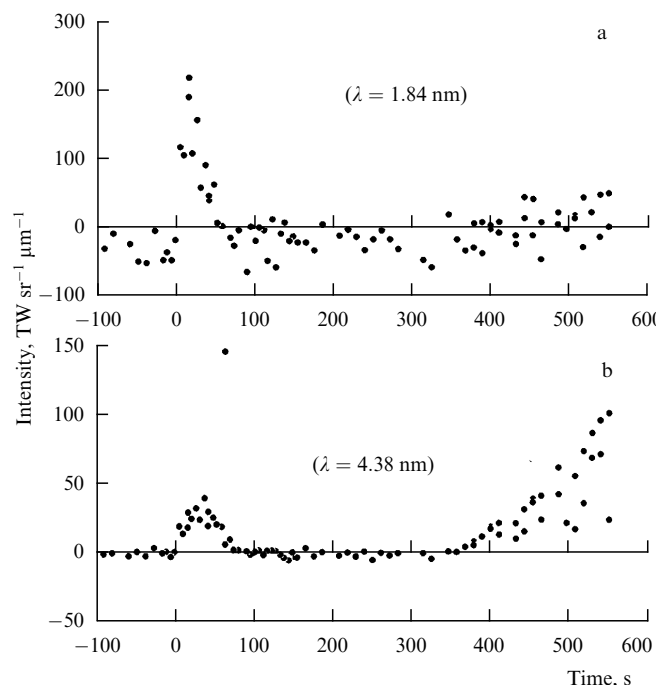 300
a
200
(λ = 1.84 nm)
100
0
−100
−100 0 100 200 300 400 500 600
150
b
100
(λ = 4.38 nm)
50
0
−50
−100 0 100 200 300 400 500 600
Time, s
Intensity, TW sr⁻¹ μm⁻¹